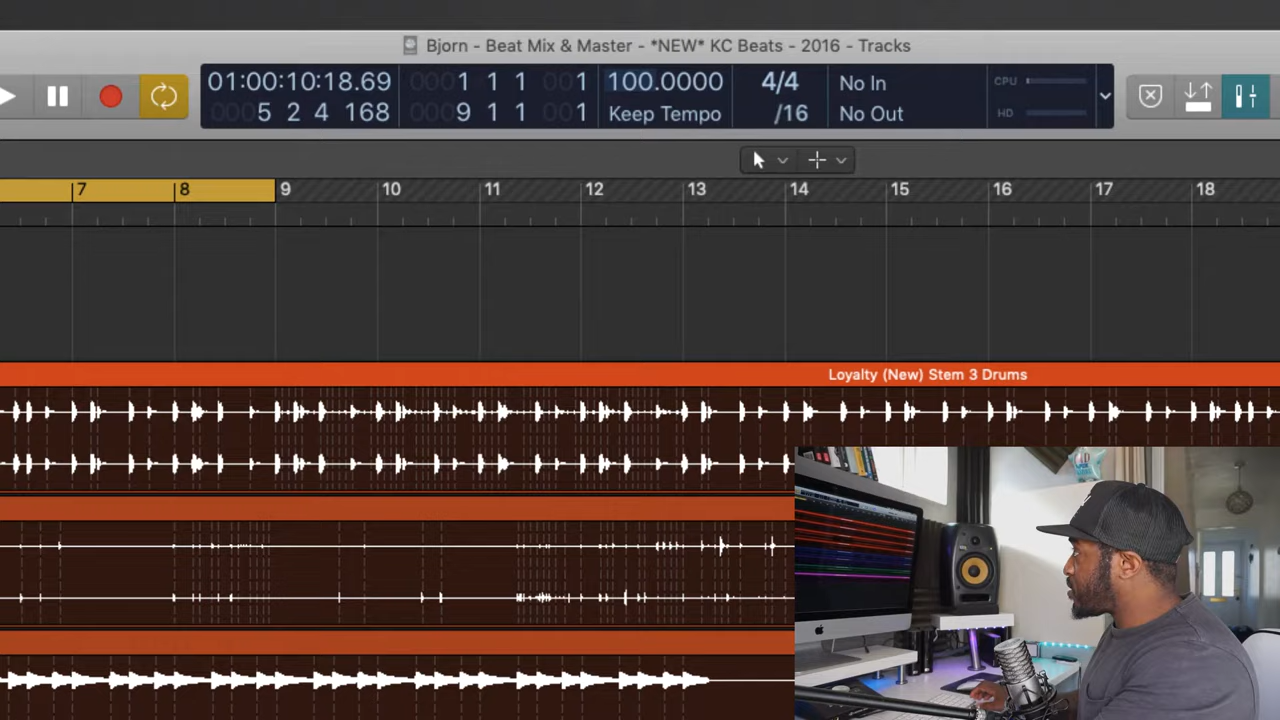 Bjorn - Beat Mix & Master - *NEW* KC Beats - 2016 - Tracks
01:00:10:18.69 0001 1 1 001 100.0000 4/4 No In CPU
0005 2 4 168 0009 1 1 001 Keep Tempo /16 No Out HD
7 8 9 10 11 12 13 14 15 16 17 18
Loyalty (New) Stem 3 Drums